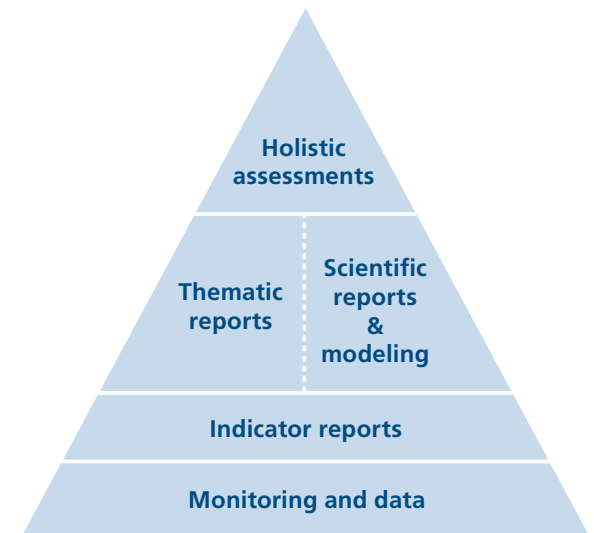 Holistic
assessments
Thematic
reports
Scientific
reports
&
modeling
Indicator reports
Monitoring and data